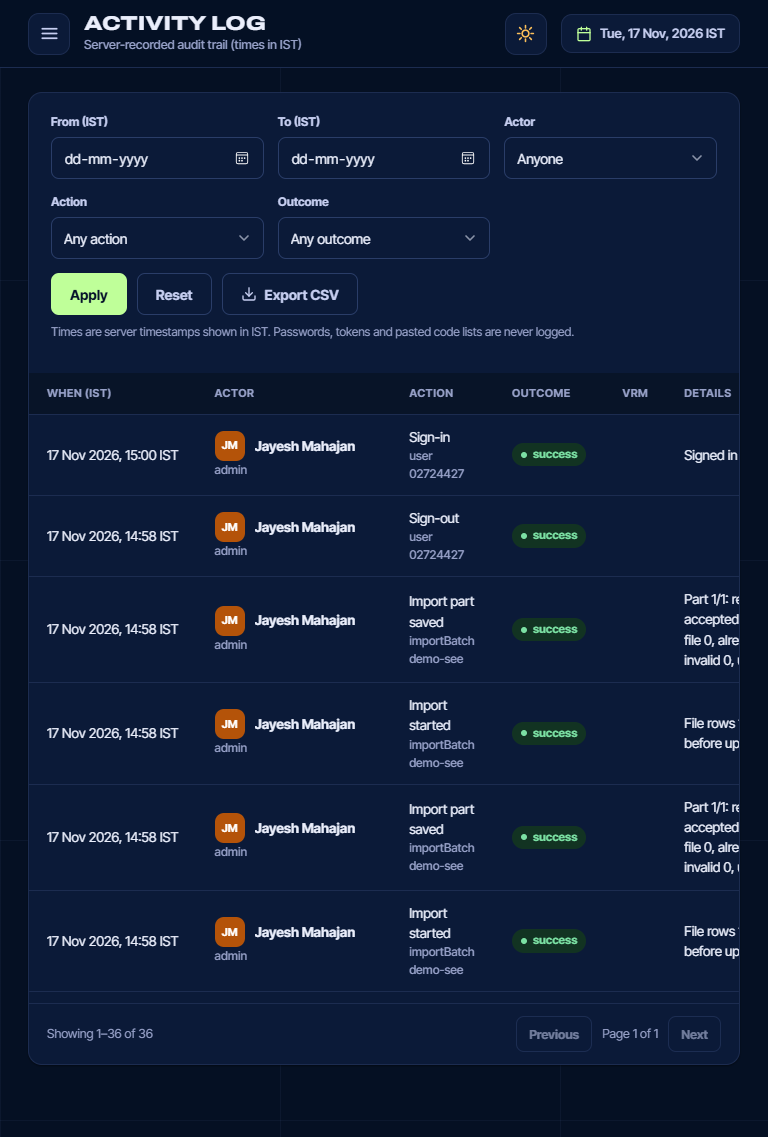 ACTIVITY LOG
Server-recorded audit trail (times in IST)
Tue, 17 Nov, 2026 IST
From (IST) To (IST) Actor
dd-mm-yyyy dd-mm-yyyy Anyone
Action Outcome
Any action Any outcome
Apply Reset Export CSV
Times are server timestamps shown in IST. Passwords, tokens and pasted code lists are never logged.
WHEN (IST) ACTOR ACTION OUTCOME VRM DETAILS
17 Nov 2026, 15:00 IST
JM Jayesh Mahajan
admin
Sign-in
user
02724427
success
Signed in
17 Nov 2026, 14:58 IST
JM Jayesh Mahajan
admin
Sign-out
user
02724427
success
17 Nov 2026, 14:58 IST
JM Jayesh Mahajan
admin
Import part
saved
importBatch
demo-see
success
Part 1/1:
accepted
file 0,
invalid 0,
17 Nov 2026, 14:58 IST
JM Jayesh Mahajan
admin
Import
started
importBatch
demo-see
success
File rows
before
17 Nov 2026, 14:58 IST
JM Jayesh Mahajan
admin
Import part
saved
importBatch
demo-see
success
Part 1/1:
accepted
file 0,
invalid 0,
17 Nov 2026, 14:58 IST
JM Jayesh Mahajan
admin
Import
started
importBatch
demo-see
success
File rows
before
Showing 1–36 of 36
Previous Page 1 of 1 Next